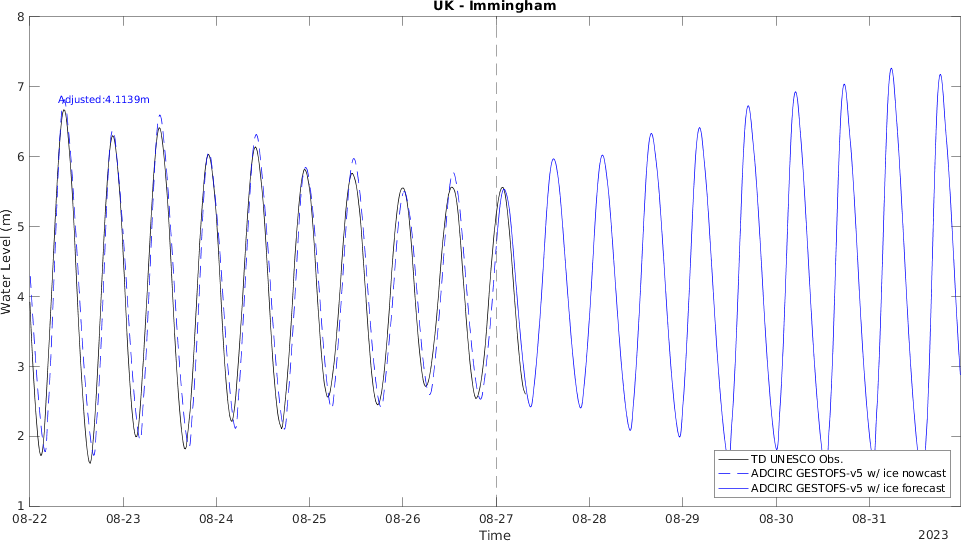 UK - Immingham
8
7
6
5
4
3
2
1
Water Level (m)
Adjusted:4.1139m
TD UNESCO Obs.
ADCIRC GESTOFS-v5 w/ ice nowcast
ADCIRC GESTOFS-v5 w/ ice forecast
08-22 08-23 08-24 08-25 08-26 08-27 08-28 08-29 08-30 08-31
Time
2023